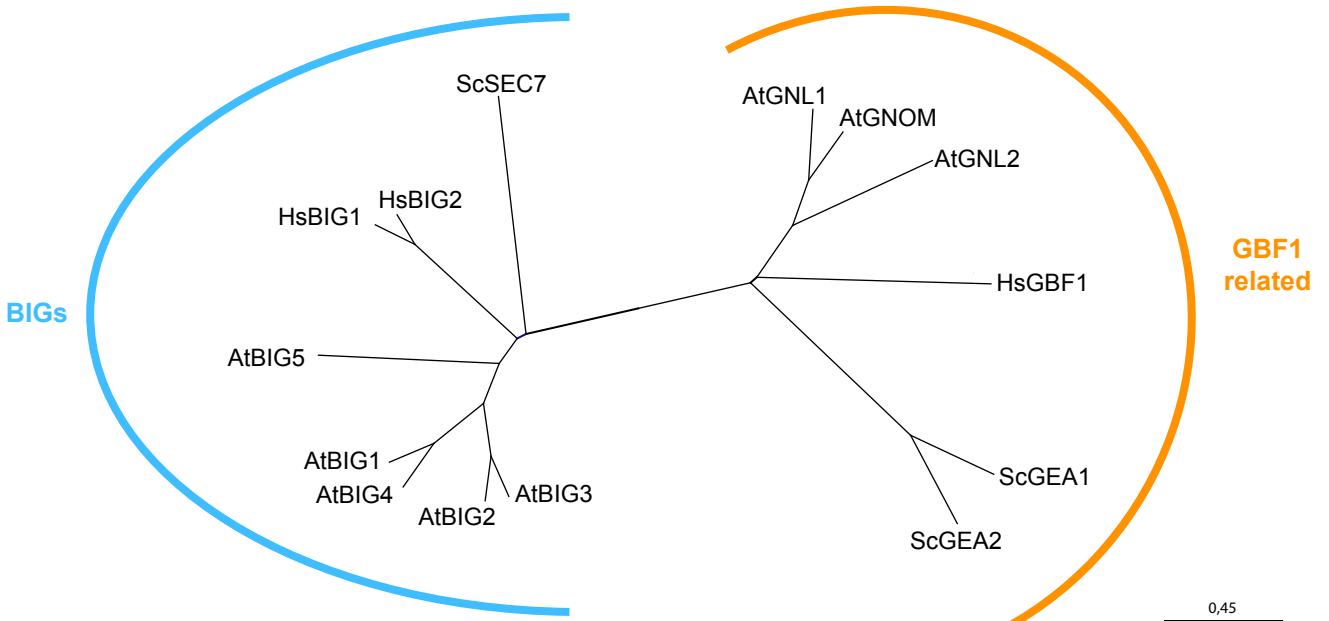 ScSEC7
AtGNL1
AtGNOM
AtGNL2
HsBIG2
HsBIG1
GBF1
related
HsGBF1
BIGs
AtBIG5
AtBIG1
AtBIG4
AtBIG3
AtBIG2
ScGEA1
ScGEA2
0,45